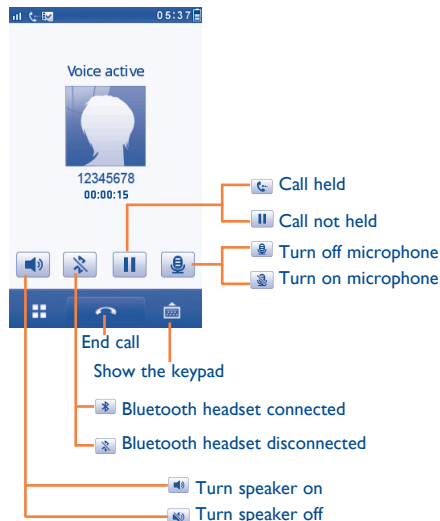 05:37
Voice active
12345678
00:00:15
Call held
Call not held
Turn off microphone
Turn on microphone
End call
Show the keypad
Bluetooth headset connected
Bluetooth headset disconnected
Turn speaker on
Turn speaker off